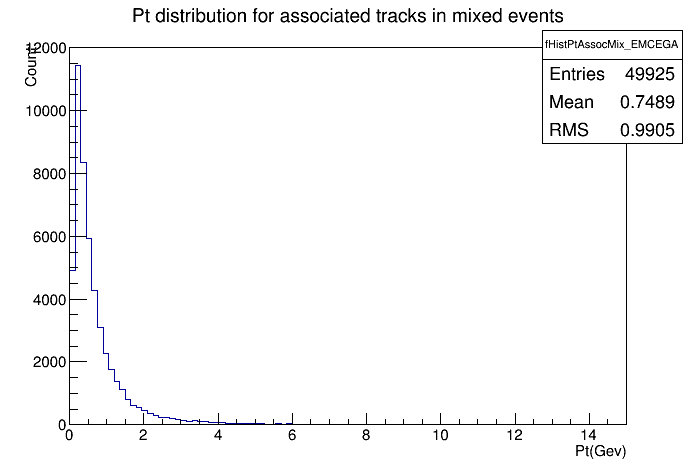 Pt distribution for associated tracks in mixed events
fHistPtAssocMix_EMCEGA
Entries 49925
Mean 0.7489
RMS 0.9905
Count
12000
10000
8000
6000
4000
2000
0
0 2 4 6 8 10 12 14
Pt(Gev)